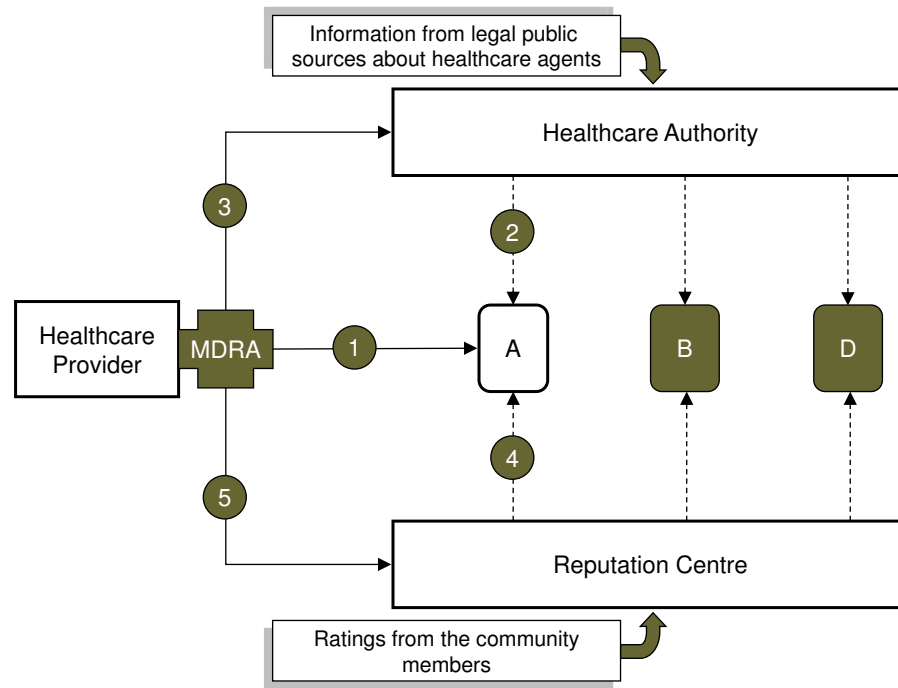 Information from legal public
sources about healthcare agents
Healthcare Authority
3
2
Healthcare
Provider
MDRA
1
A
B
D
4
5
Reputation Centre
Ratings from the community
members